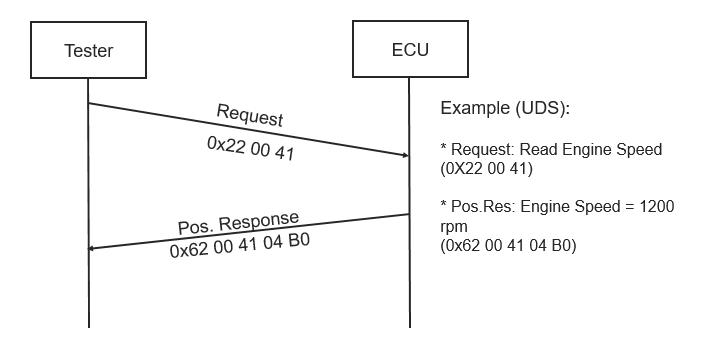 Tester
ECU
Request
0x22 00 41
Pos. Response
0x62 00 41 04 B0
Example (UDS):
* Request: Read Engine Speed
(0X22 00 41)
* Pos.Res: Engine Speed = 1200
rpm
(0x62 00 41 04 B0)